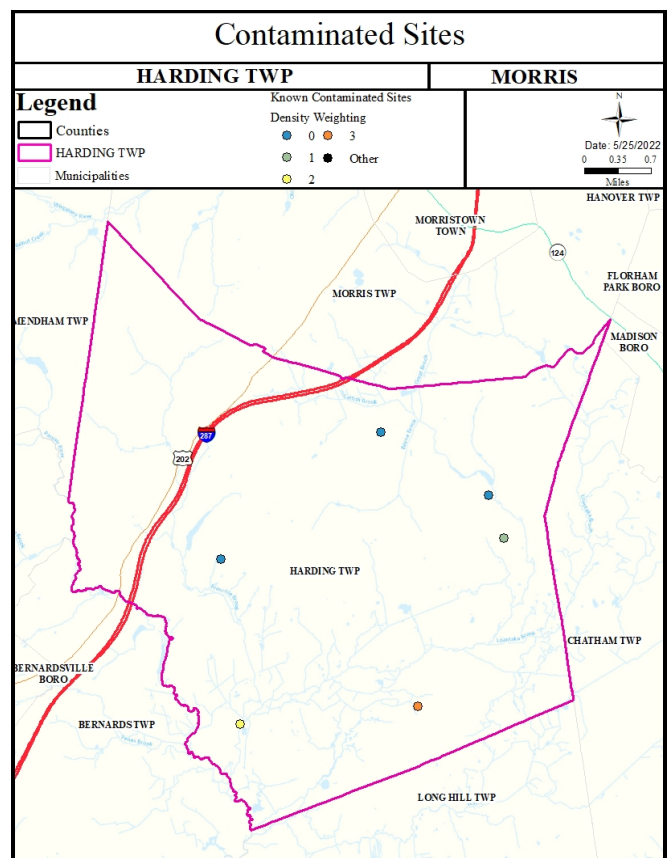 Contaminated Sites
HARDING TWP
MORRIS
Legend
Counties
HARDING TWP
Municipalities
Known Contaminated Sites
Density Weighting
0
3
1
Other
2
N
Date: 5/25/2022
0 0.35 0.7
Miles
HANOVER TWP
MORRISTOWN
TOWN
124
FLORHAM
PARK BORO
MORRIS TWP
MENDHAM TWP
MADISON
BORO
287
202
HARDING TWP
CHATHAM TWP
BERNARDSVILLE
BORO
BERNARDS TWP
LONG HILL TWP